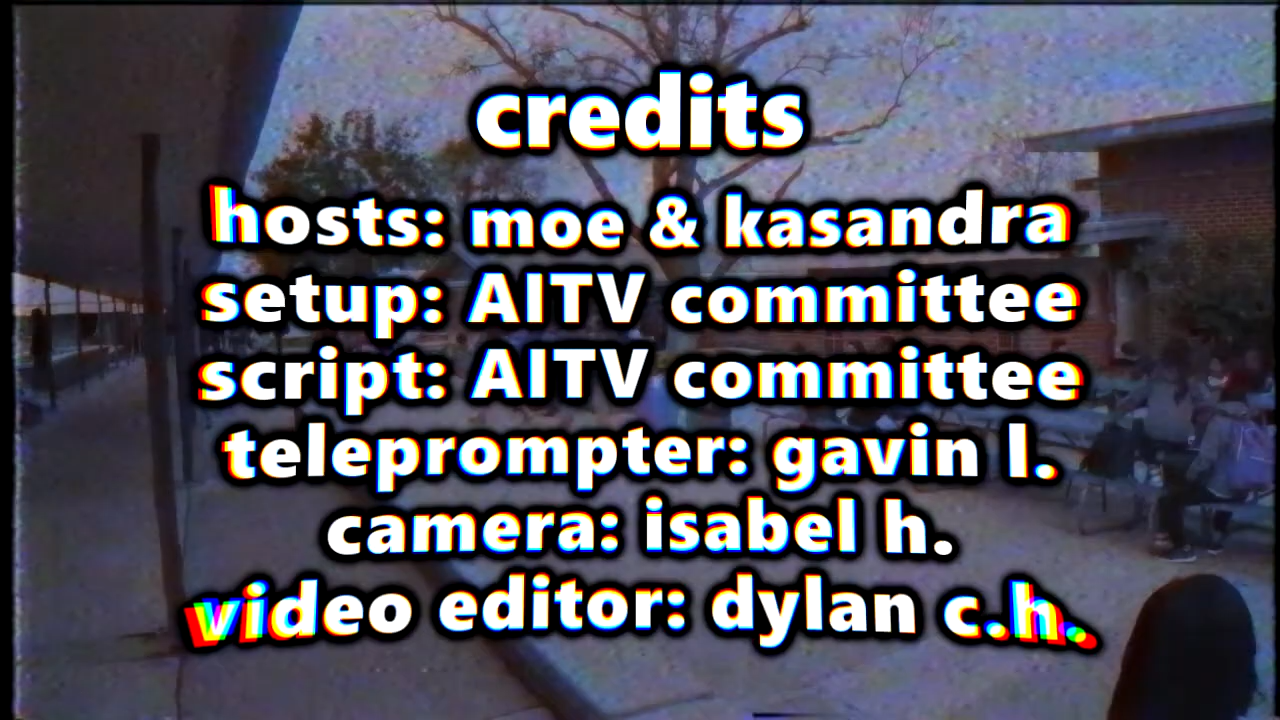 credits
hosts: moe & kasandra
setup: AITV committee
script: AITV committee
teleprompter: gavin l.
camera: isabel h.
video editor: dylan c.h.